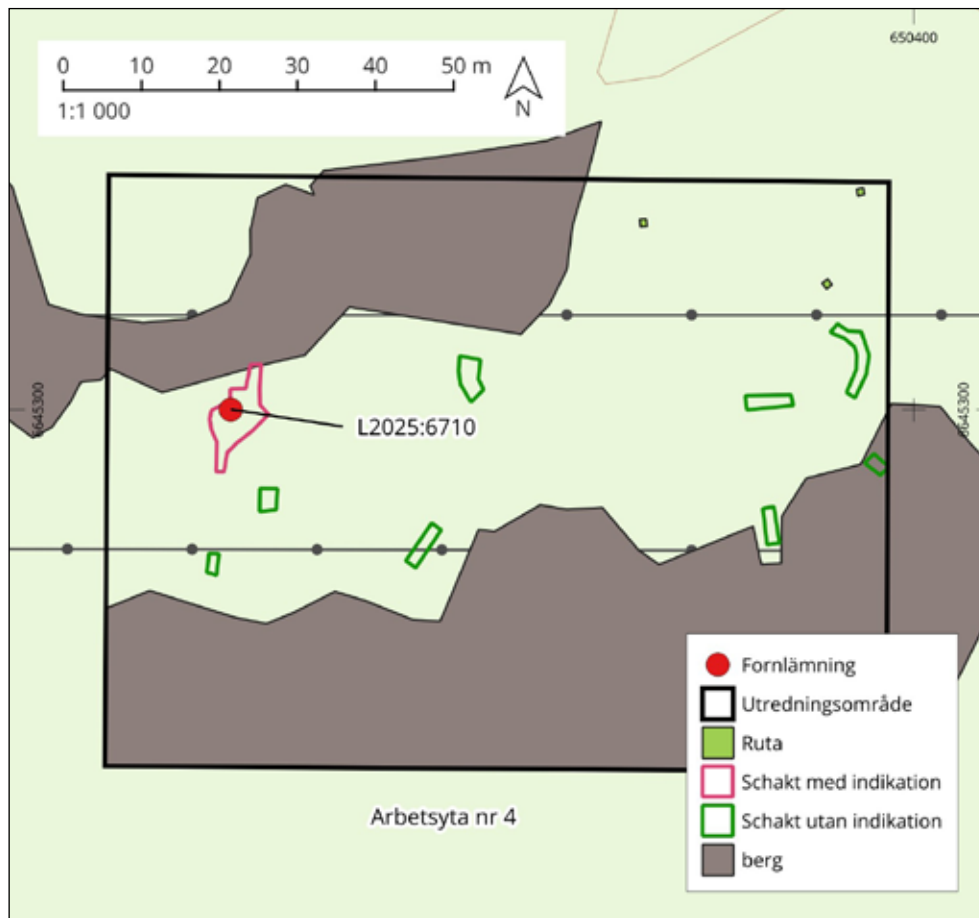 650400
0 10 20 30 40 50 m
1:1 000
N
6645300
6645300
L2025:6710
Fornlämning
Utredningsområde
Ruta
Schakt med indikation
Schakt utan indikation
berg
Arbetsyta nr 4